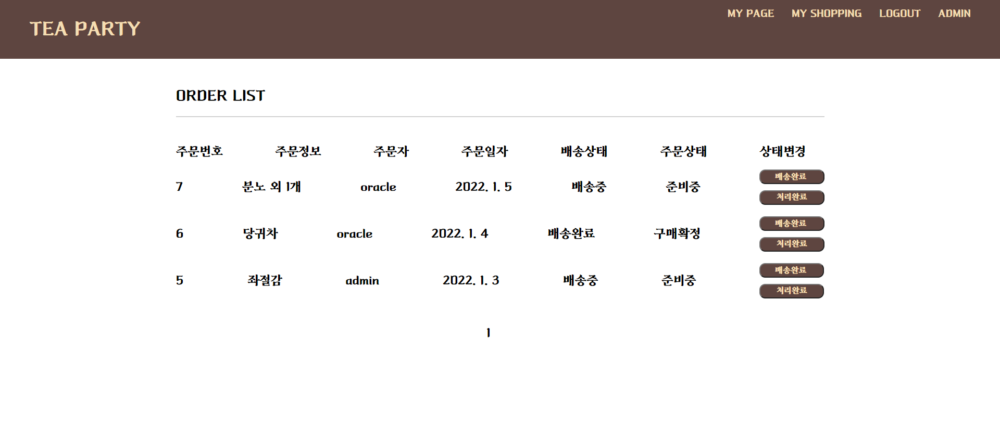 TEA PARTY
MY PAGE MY SHOPPING LOGOUT ADMIN
ORDER LIST
주문번호 주문정보 주문자 주문일자 배송상태 주문상태 상태변경
7 분노 외 1개 oracle 2022. 1. 5 배송중 준비중 배송완료
처리완료
6 당귀차 oracle 2022. 1. 4 배송완료 구매확정 배송완료
처리완료
5 좌절감 admin 2022. 1. 3 배송중 준비중 배송완료
처리완료
1